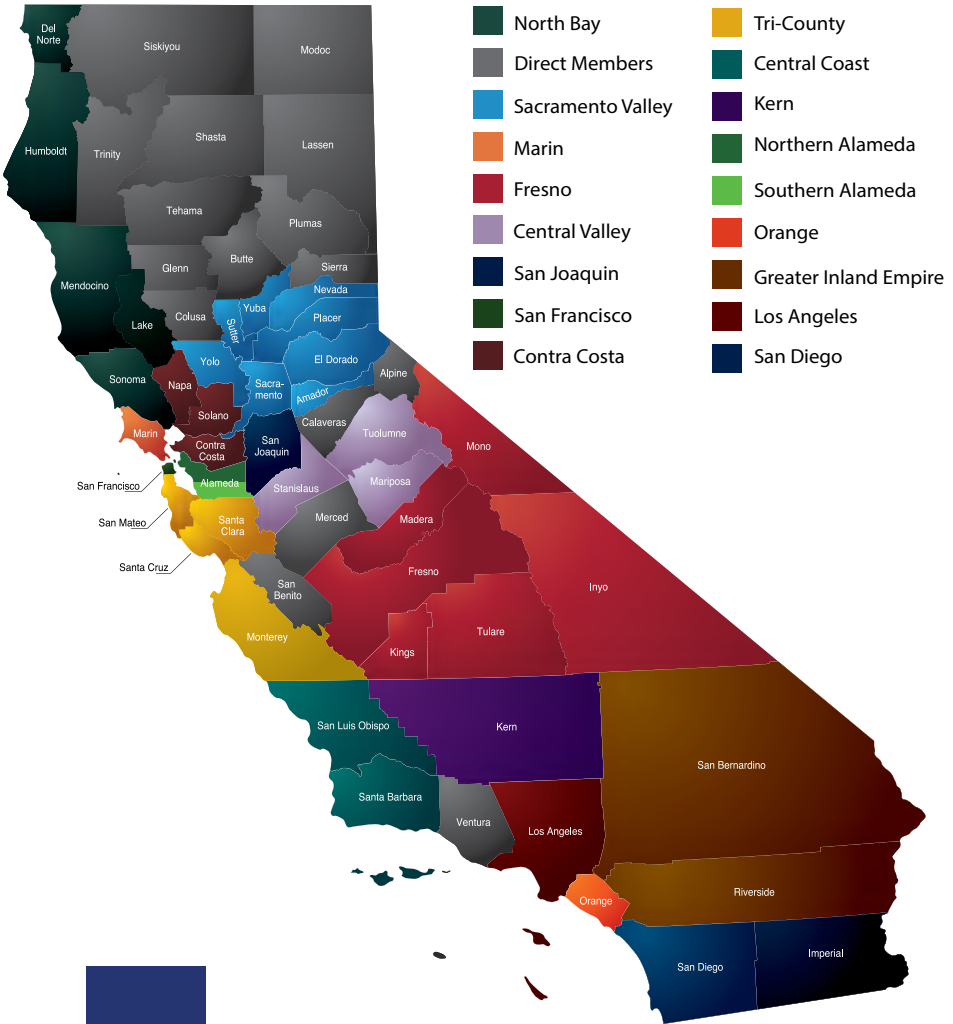 North Bay
Direct Members
Sacramento Valley
Marin
Fresno
Central Valley
San Joaquin
San Francisco
Contra Costa
Tri-County
Central Coast
Kern
Northern Alameda
Southern Alameda
Orange
Greater Inland Empire
Los Angeles
San Diego
Del
Norte
Siskiyou
Modoc
Humboldt
Trinity
Shasta
Lassen
Tehama
Plumas
Butte
Glenn
Sierra
Mendocino
Nevada
Yuba
Colusa
Placer
Lake
Sutter
El Dorado
Yolo
Alpine
Sonoma
Napa
Sacra-
mento
Amador
Solano
Calaveras
Marin
Tuolumne
San
Joaquin
Mono
Contra
Costa
Alameda
San Francisco
Stanislaus
Mariposa
Merced
Madera
San Mateo
Santa
Clara
Santa Cruz
Fresno
San
Benito
Inyo
Monterey
Tulare
Kings
San Luis Obispo
Kern
San Bernardino
Santa Barbara
Ventura
Los Angeles
Riverside
Orange
Imperial
San Diego